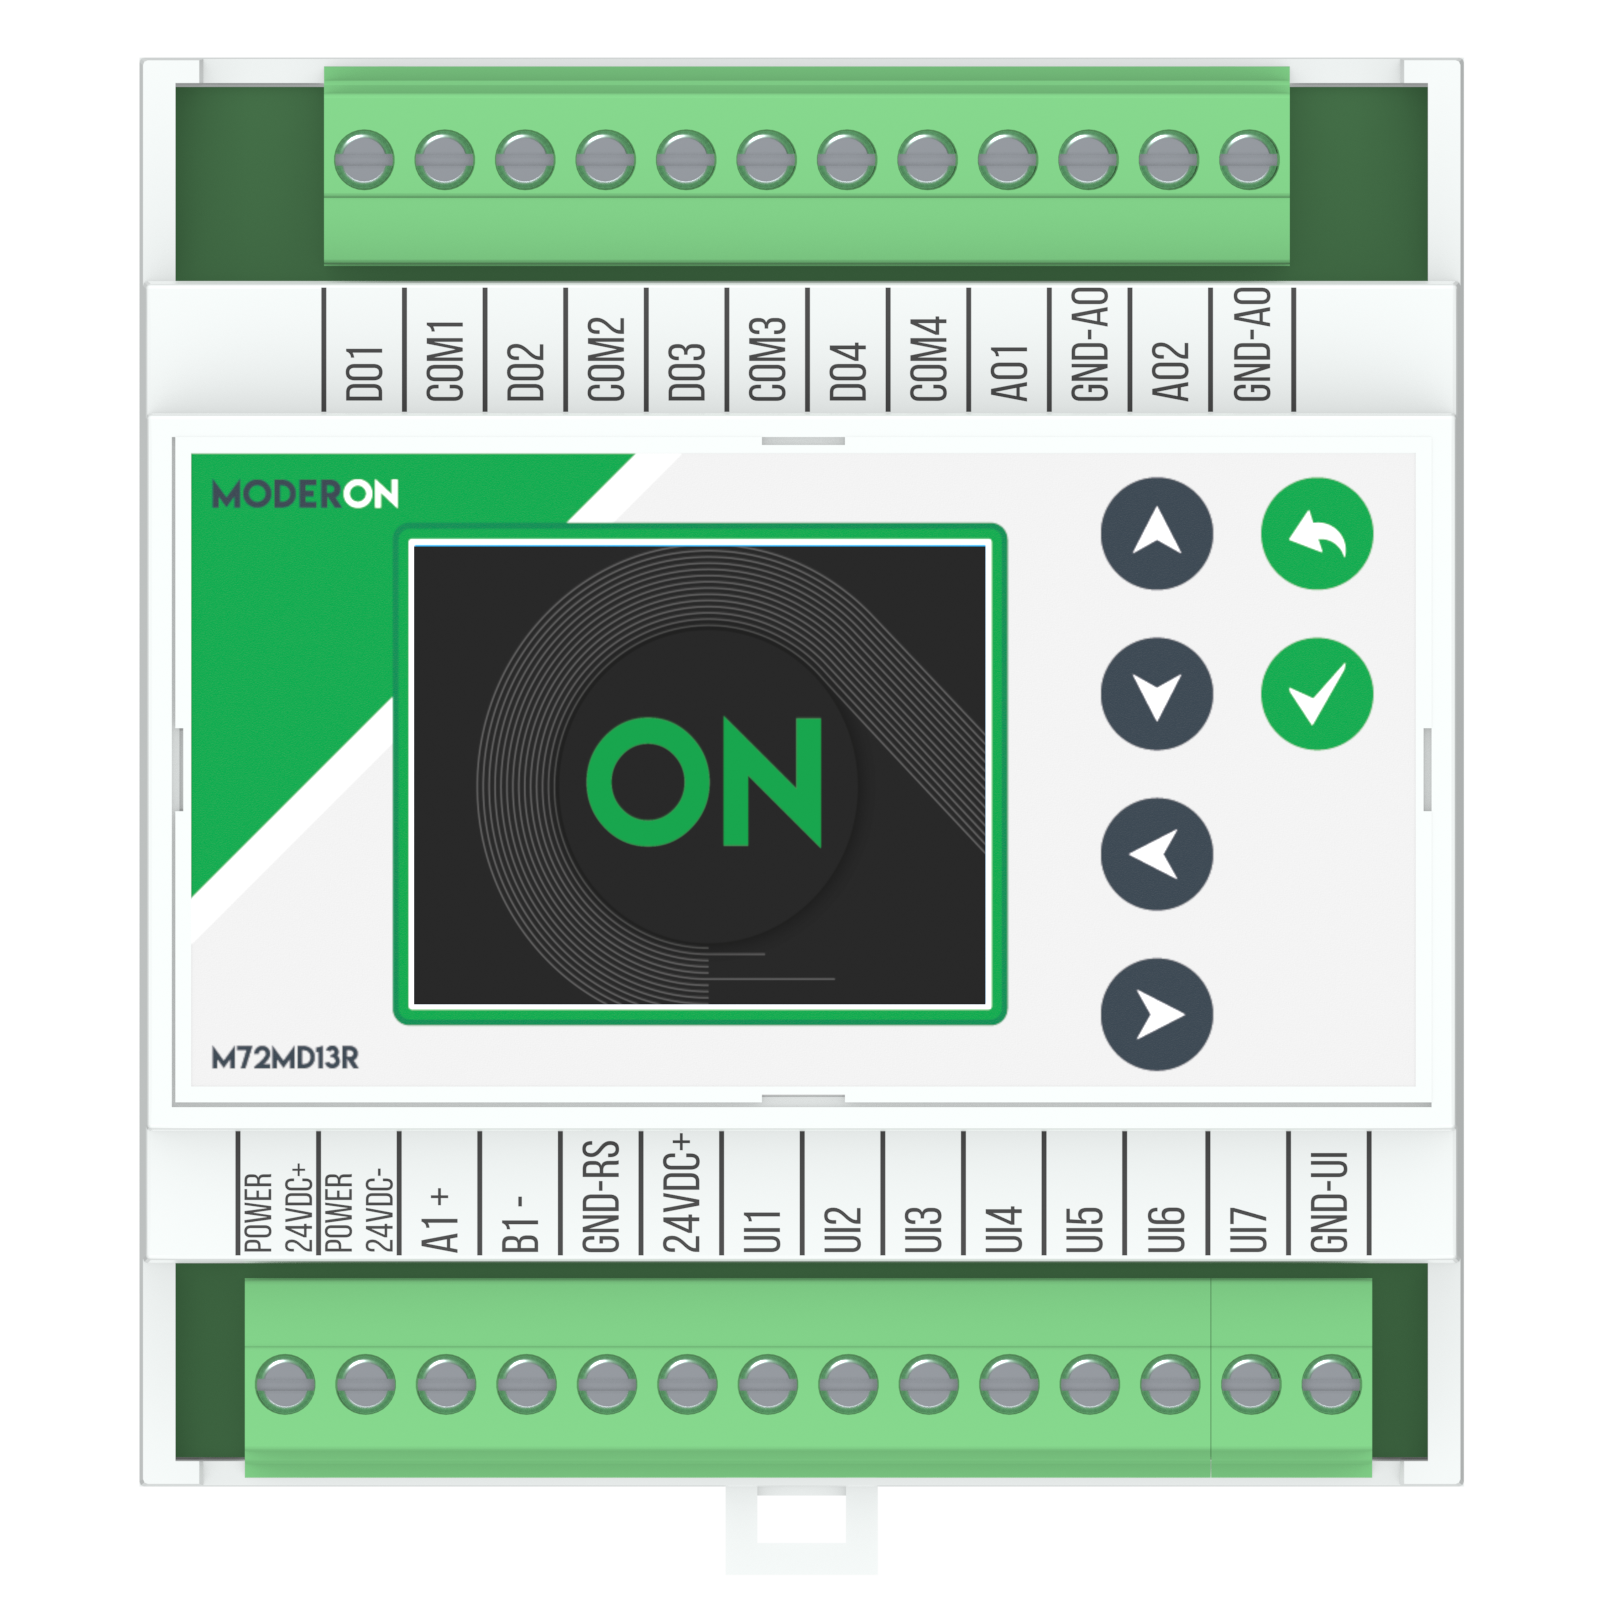 DO1
COM1
DO2
COM2
DO3
COM3
DO4
COM4
AO1
GND-AO
AO2
GND-AO
MODERON
ON
M72MD13R
POWER
24VDC+
POWER
24VDC-
A1 +
B1 -
GND-RS
24VDC+
UI1
UI2
UI3
UI4
UI5
UI6
UI7
GND-UI